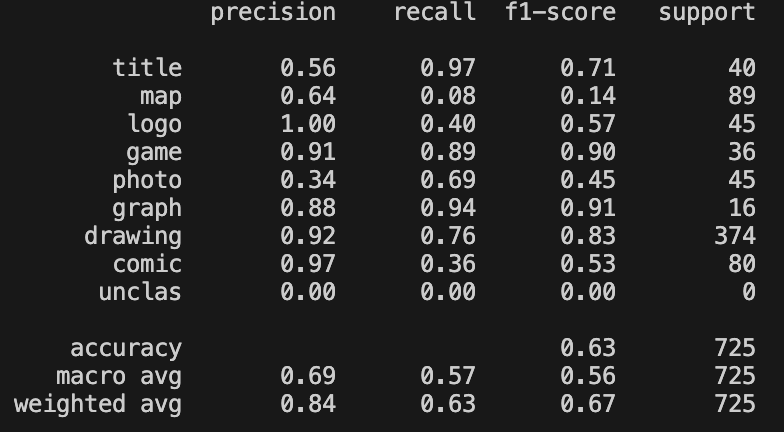 precision recall f1-score support
title 0.56 0.97 0.71 40
map 0.64 0.08 0.14 89
logo 1.00 0.40 0.57 45
game 0.91 0.89 0.90 36
photo 0.34 0.69 0.45 45
graph 0.88 0.94 0.91 16
drawing 0.92 0.76 0.83 374
comic 0.97 0.36 0.53 80
unclas 0.00 0.00 0.00 0
accuracy 0.63 725
macro avg 0.69 0.57 0.56 725
weighted avg 0.84 0.63 0.67 725